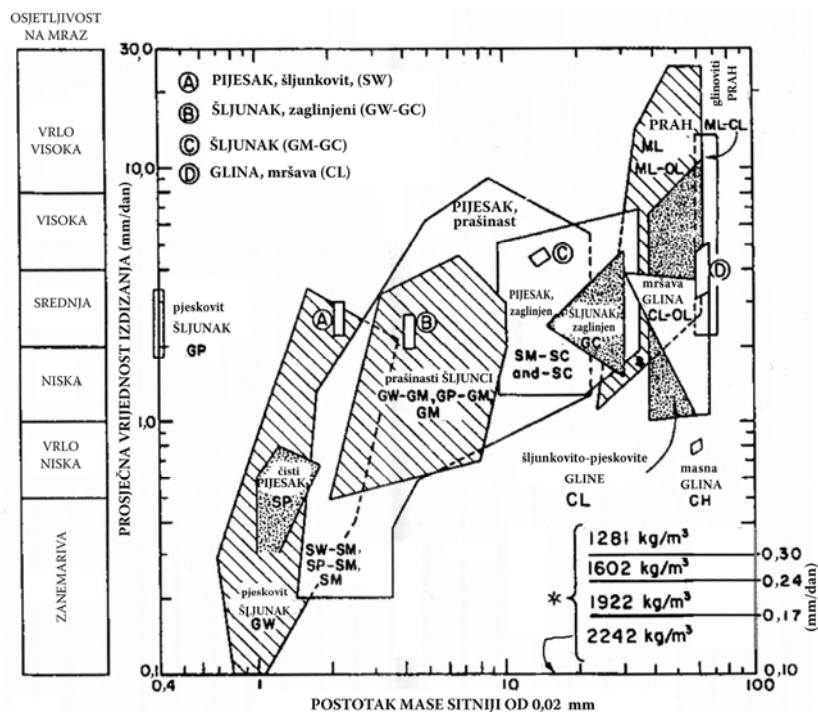 OSJETLJIVOST
NA MRAZ
VRLO
VISOKA
VISOKA
SREDNJA
NISKA
VRLO
NISKA
ZANEMARIVA
PROSJEČNA VRIJEDNOST IZDIZANJA (mm/dan)
30,0
10,0
1,0
0,1
A PIJESAK, šljunkovit, (SW)
B ŠLJUNAK, zaglinjeni (GW-GC)
C ŠLJUNAK (GM-GC)
D GLINA, mršava (CL)
glinoviti
PRAH
ML-CL
PRAH
ML
ML-OL
PIJESAK,
prašinast
pjeskovit
ŠLJUNAK
GP
A
B
C
D
PIJESAK,
zaglinjen
SM-SC
and-SC
ŠLJUNAK,
zaglinjen
GC
mršava
GLINA
CL-OL
prašinasti ŠLJUNCI
GW-GM, GP-GM,
GM
čisti
PIJESAK,
SP
SW-SM,
SP-SM,
SM
pjeskovit
ŠLJUNAK
GW
šljunkovito-pjeskovite
GLINE
CL
masna
GLINA
CH
*
1281 kg/m³
0,30
1602 kg/m³
0,24
1922 kg/m³
0,17
2242 kg/m³
0,10
(mm/dan)
0,4
1
10
100
POSTOTAK MASE SITNIJI OD 0,02 mm